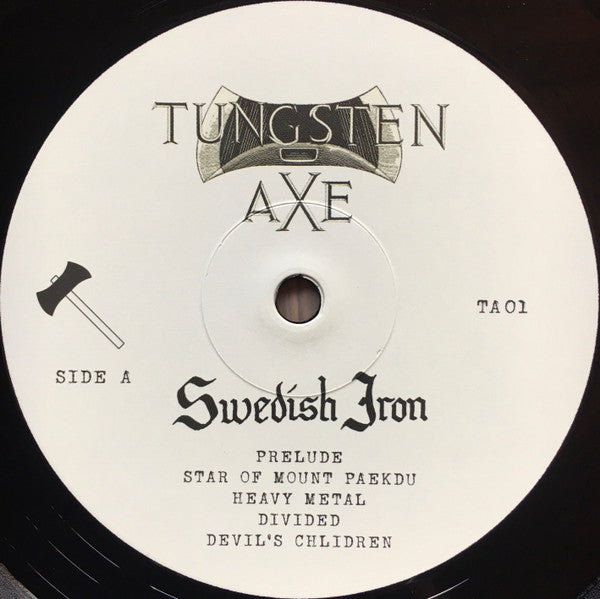 TUNGSTEN
AXE
TA01
SIDE A
Swedish Iron
PRELUDE
STAR OF MOUNT PAEKDU
HEAVY METAL
DIVIDED
DEVIL'S CHLIDREN